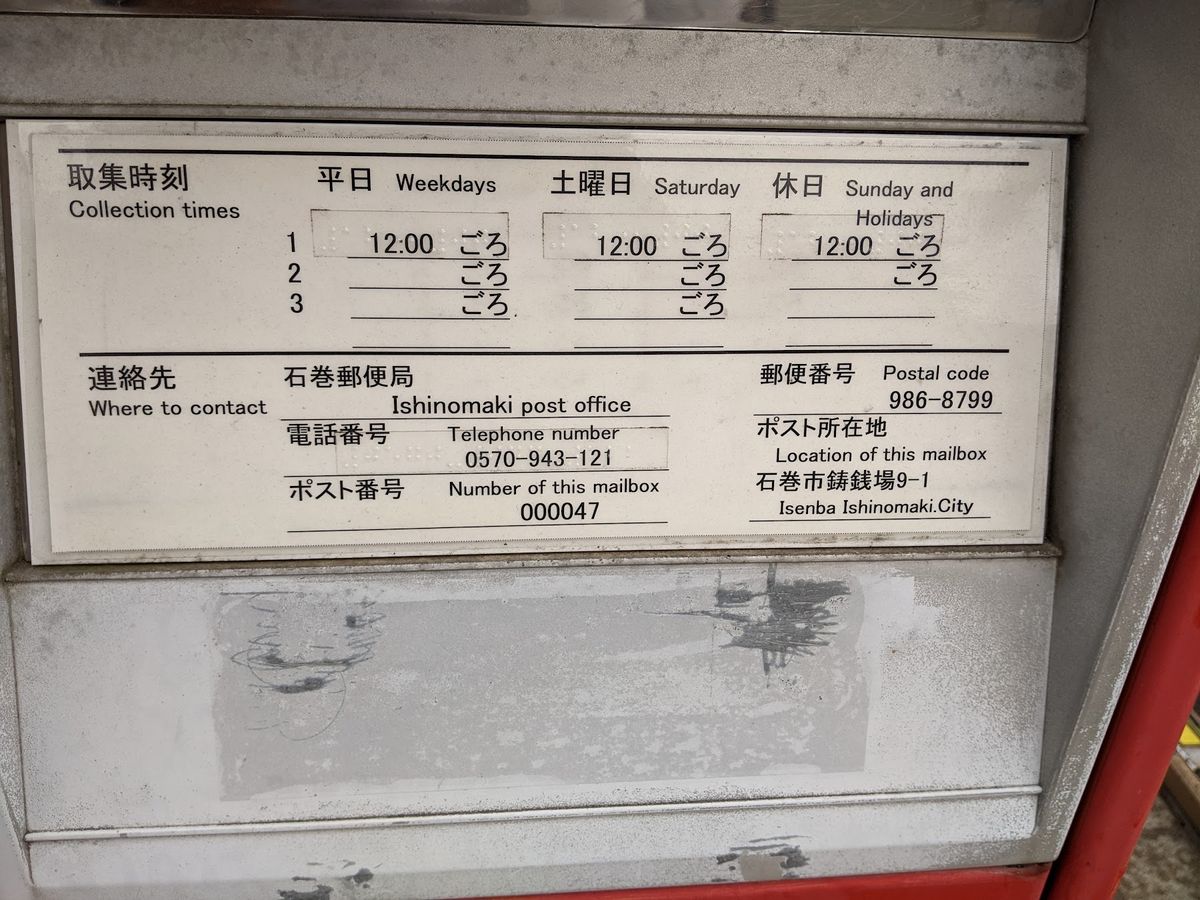 取集時刻 平日 Weekdays 土曜日 Saturday 休日 Sunday and
Collection times Holidays
1 12:00 ごろ 12:00 ごろ 12:00 ごろ
2 ごろ ごろ ごろ
3 ごろ ごろ
連絡先 石巻郵便局 郵便番号 Postal code
Where to contact Ishinomaki post office 986-8799
電話番号 Telephone number ポスト所在地
0570-943-121 Location of this mailbox
ポスト番号 Number of this mailbox 石巻市鋳銭場9-1
000047 Isenba Ishinomaki.City